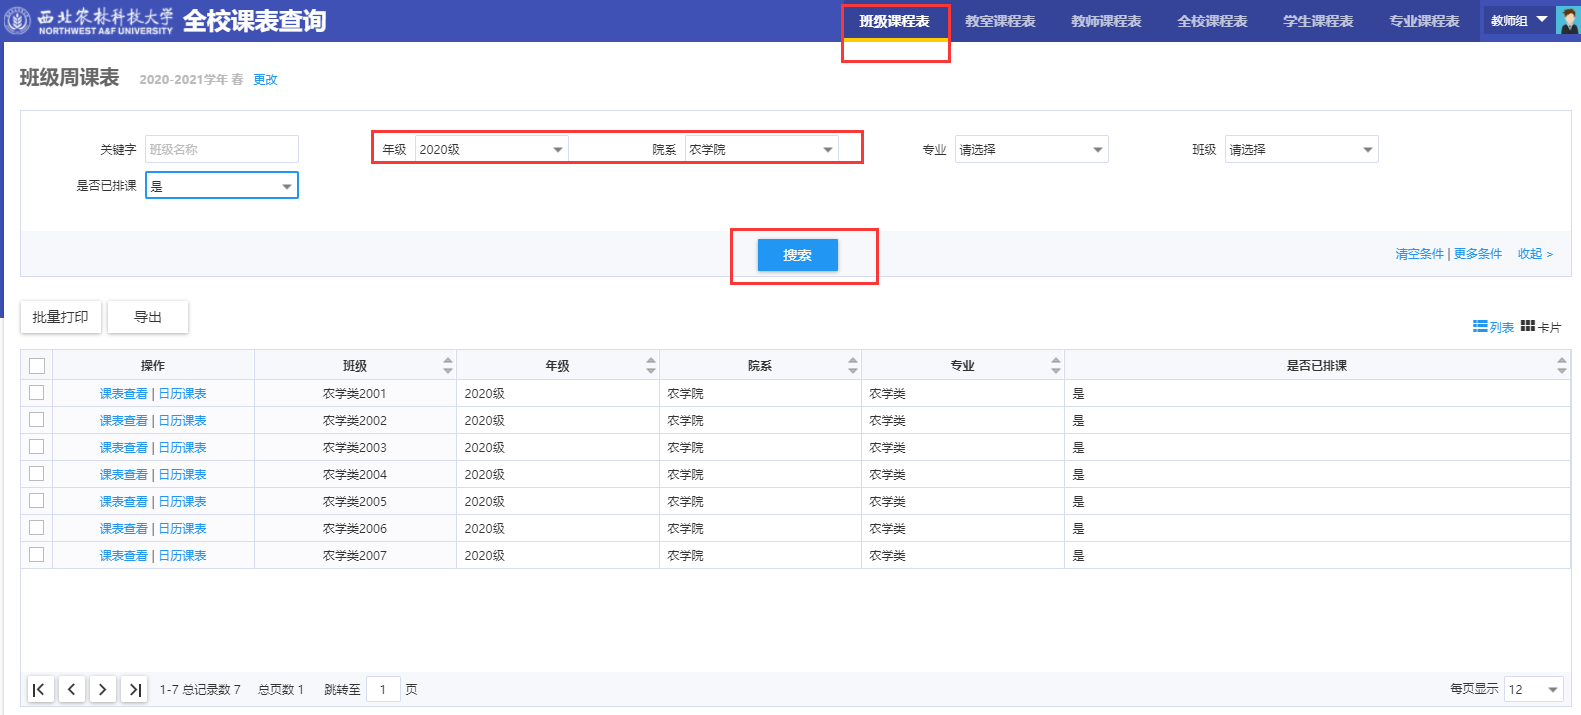 西北农林科技大学 全校课表查询 班级课程表 教室课程表 教师课程表 全校课程表 学生课程表 专业课程表 教师组
NORTHWEST A&F UNIVERSITY
班级周课表 2020-2021学年 春 更改
关键字 班级名称 年级 2020级 院系 农学院 专业 请选择 班级 请选择
是否已排课 是
搜索 清空条件 | 更多条件 收起 >
批量打印 导出 列表 卡片
操作 班级 年级 院系 专业 是否已排课
课表查看 | 日历课表 农学类2001 2020级 农学院 农学类 是
课表查看 | 日历课表 农学类2002 2020级 农学院 农学类 是
课表查看 | 日历课表 农学类2003 2020级 农学院 农学类 是
课表查看 | 日历课表 农学类2004 2020级 农学院 农学类 是
课表查看 | 日历课表 农学类2005 2020级 农学院 农学类 是
课表查看 | 日历课表 农学类2006 2020级 农学院 农学类 是
课表查看 | 日历课表 农学类2007 2020级 农学院 农学类 是
1-7 总记录数 7 总页数 1 跳转至 1 页 每页显示 12